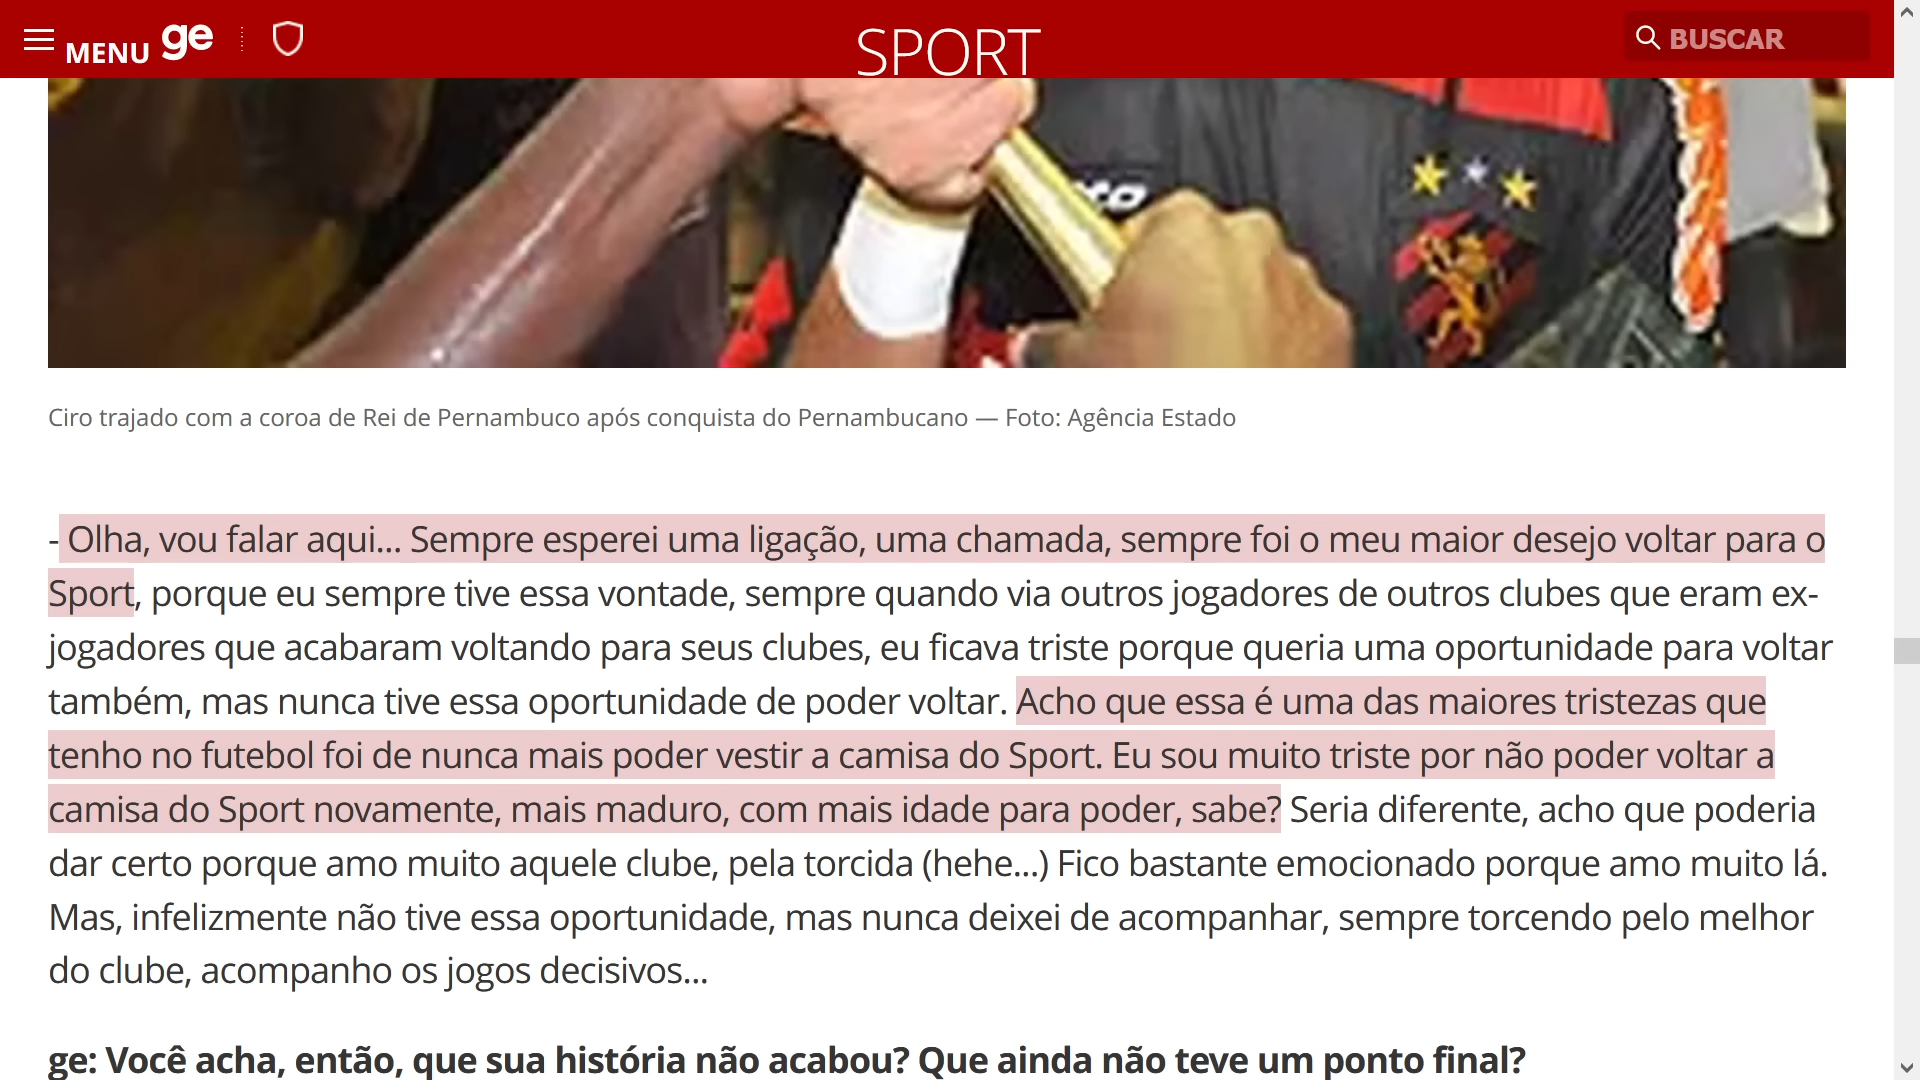 MENU ge SPORT BUSCAR
Ciro trajado com a coroa de Rei de Pernambuco após conquista do Pernambucano — Foto: Agência Estado
- Olha, vou falar aqui... Sempre esperei uma ligação, uma chamada, sempre foi o meu maior desejo voltar para o
Sport, porque eu sempre tive essa vontade, sempre quando via outros jogadores de outros clubes que eram ex-
jogadores que acabaram voltando para seus clubes, eu ficava triste porque queria uma oportunidade para voltar
também, mas nunca tive essa oportunidade de poder voltar. Acho que essa é uma das maiores tristezas que
tenho no futebol foi de nunca mais poder vestir a camisa do Sport. Eu sou muito triste por não poder voltar a
camisa do Sport novamente, mais maduro, com mais idade para poder, sabe? Seria diferente, acho que poderia
dar certo porque amo muito aquele clube, pela torcida (hehe...) Fico bastante emocionado porque amo muito lá.
Mas, infelizmente não tive essa oportunidade, mas nunca deixei de acompanhar, sempre torcendo pelo melhor
do clube, acompanho os jogos decisivos...
ge: Você acha, então, que sua história não acabou? Que ainda não teve um ponto final?